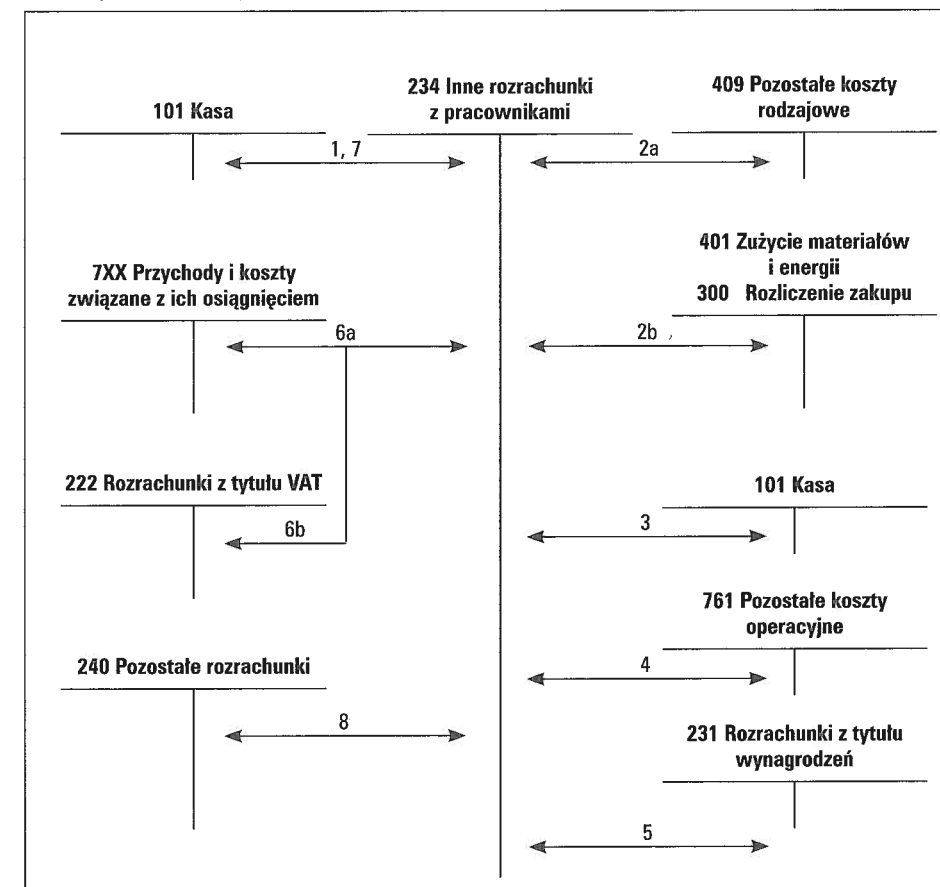 101 Kasa
234 Inne rozrachunki
z pracownikami
409 Pozostałe koszty
rodzajowe
1, 7
2a
7XX Przychody i koszty
związane z ich osiągnięciem
401 Zużycie materiałów
i energii
300 Rozliczenie zakupu
6a
2b
222 Rozrachunki z tytułu VAT
101 Kasa
6b
3
761 Pozostałe koszty
operacyjne
240 Pozostałe rozrachunki
4
8
231 Rozrachunki z tytułu
wynagrodzeń
5